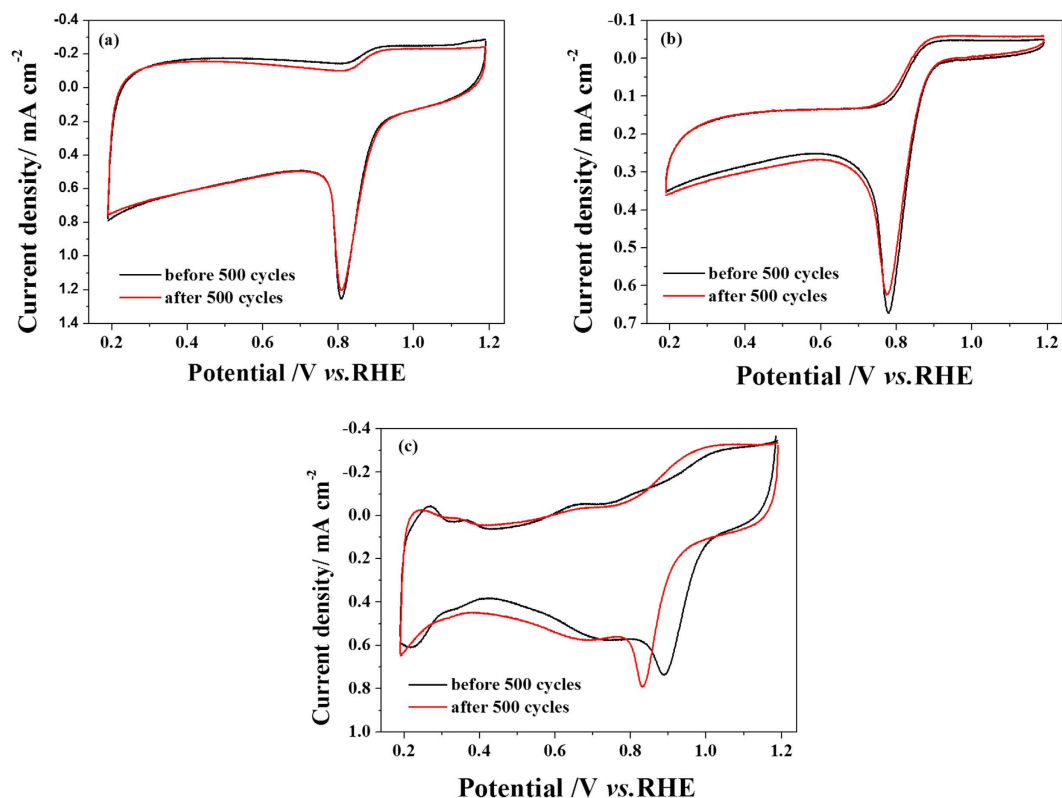 (a)
Current density/ mA cm-2
-0.4
-0.2
0.0
0.2
0.4
0.6
0.8
1.0
1.2
1.4
before 500 cycles
after 500 cycles
0.2 0.4 0.6 0.8 1.0 1.2
Potential /V vs.RHE
(b)
Current density/ mA cm-2
-0.1
0.0
0.1
0.2
0.3
0.4
0.5
0.6
0.7
before 500 cycles
after 500 cycles
0.2 0.4 0.6 0.8 1.0 1.2
Potential /V vs.RHE
(c)
Current density/ mA cm-2
-0.4
-0.2
0.0
0.2
0.4
0.6
0.8
1.0
before 500 cycles
after 500 cycles
0.2 0.4 0.6 0.8 1.0 1.2
Potential /V vs.RHE